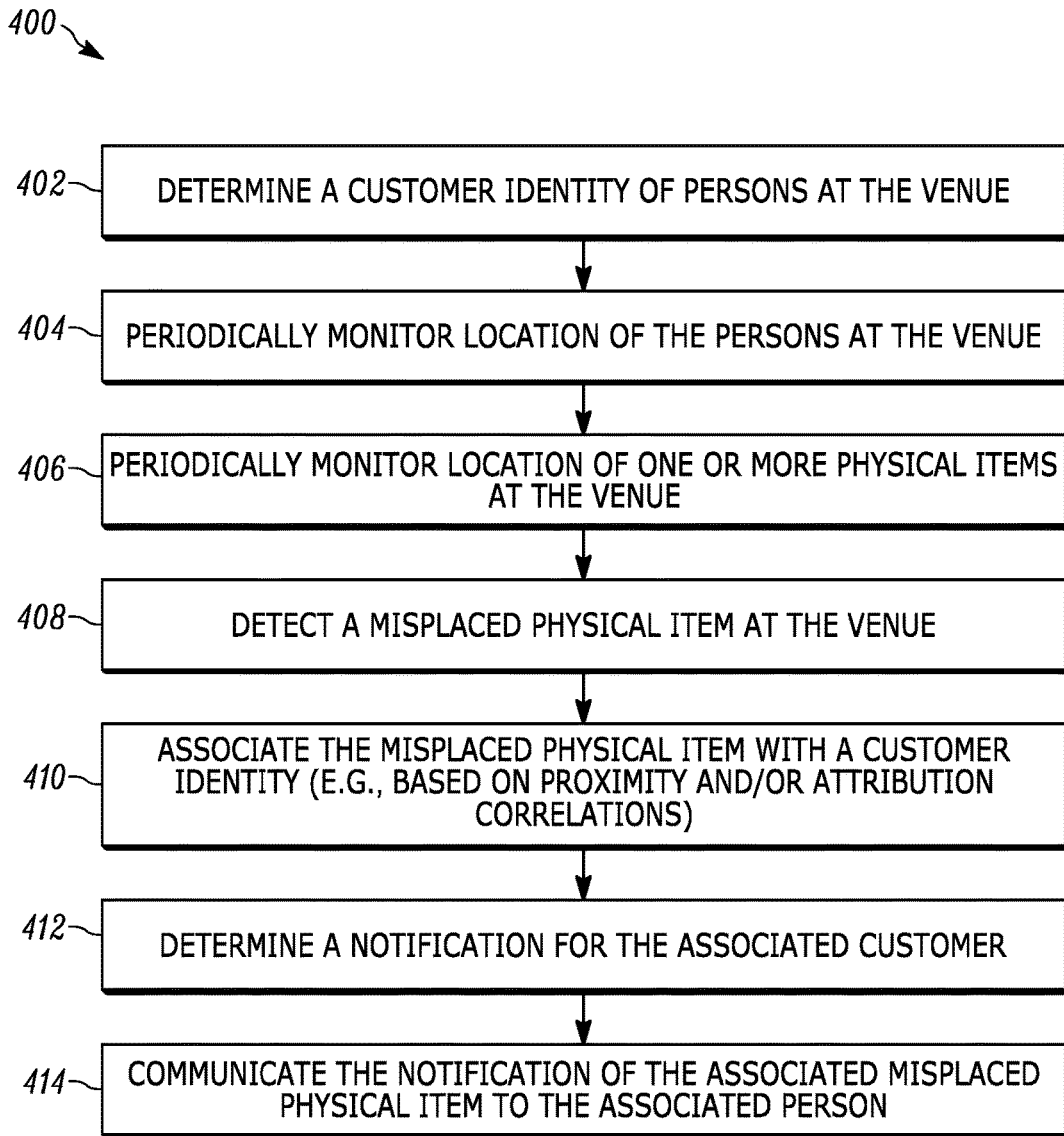 400
402
DETERMINE A CUSTOMER IDENTITY OF PERSONS AT THE VENUE
404
PERIODICALLY MONITOR LOCATION OF THE PERSONS AT THE VENUE
406
PERIODICALLY MONITOR LOCATION OF ONE OR MORE PHYSICAL ITEMS
AT THE VENUE
408
DETECT A MISPLACED PHYSICAL ITEM AT THE VENUE
410
ASSOCIATE THE MISPLACED PHYSICAL ITEM WITH A CUSTOMER
IDENTITY (E.G., BASED ON PROXIMITY AND/OR ATTRIBUTION
CORRELATIONS)
412
DETERMINE A NOTIFICATION FOR THE ASSOCIATED CUSTOMER
414
COMMUNICATE THE NOTIFICATION OF THE ASSOCIATED MISPLACED
PHYSICAL ITEM TO THE ASSOCIATED PERSON